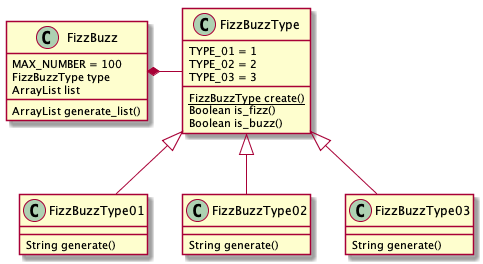 C FizzBuzz
MAX_NUMBER = 100
FizzBuzzType type
ArrayList list
ArrayList generate_list()
C FizzBuzzType
TYPE_01 = 1
TYPE_02 = 2
TYPE_03 = 3
FizzBuzzType create()
Boolean is_fizz()
Boolean is_buzz()
C FizzBuzzType01
String generate()
C FizzBuzzType02
String generate()
C FizzBuzzType03
String generate()